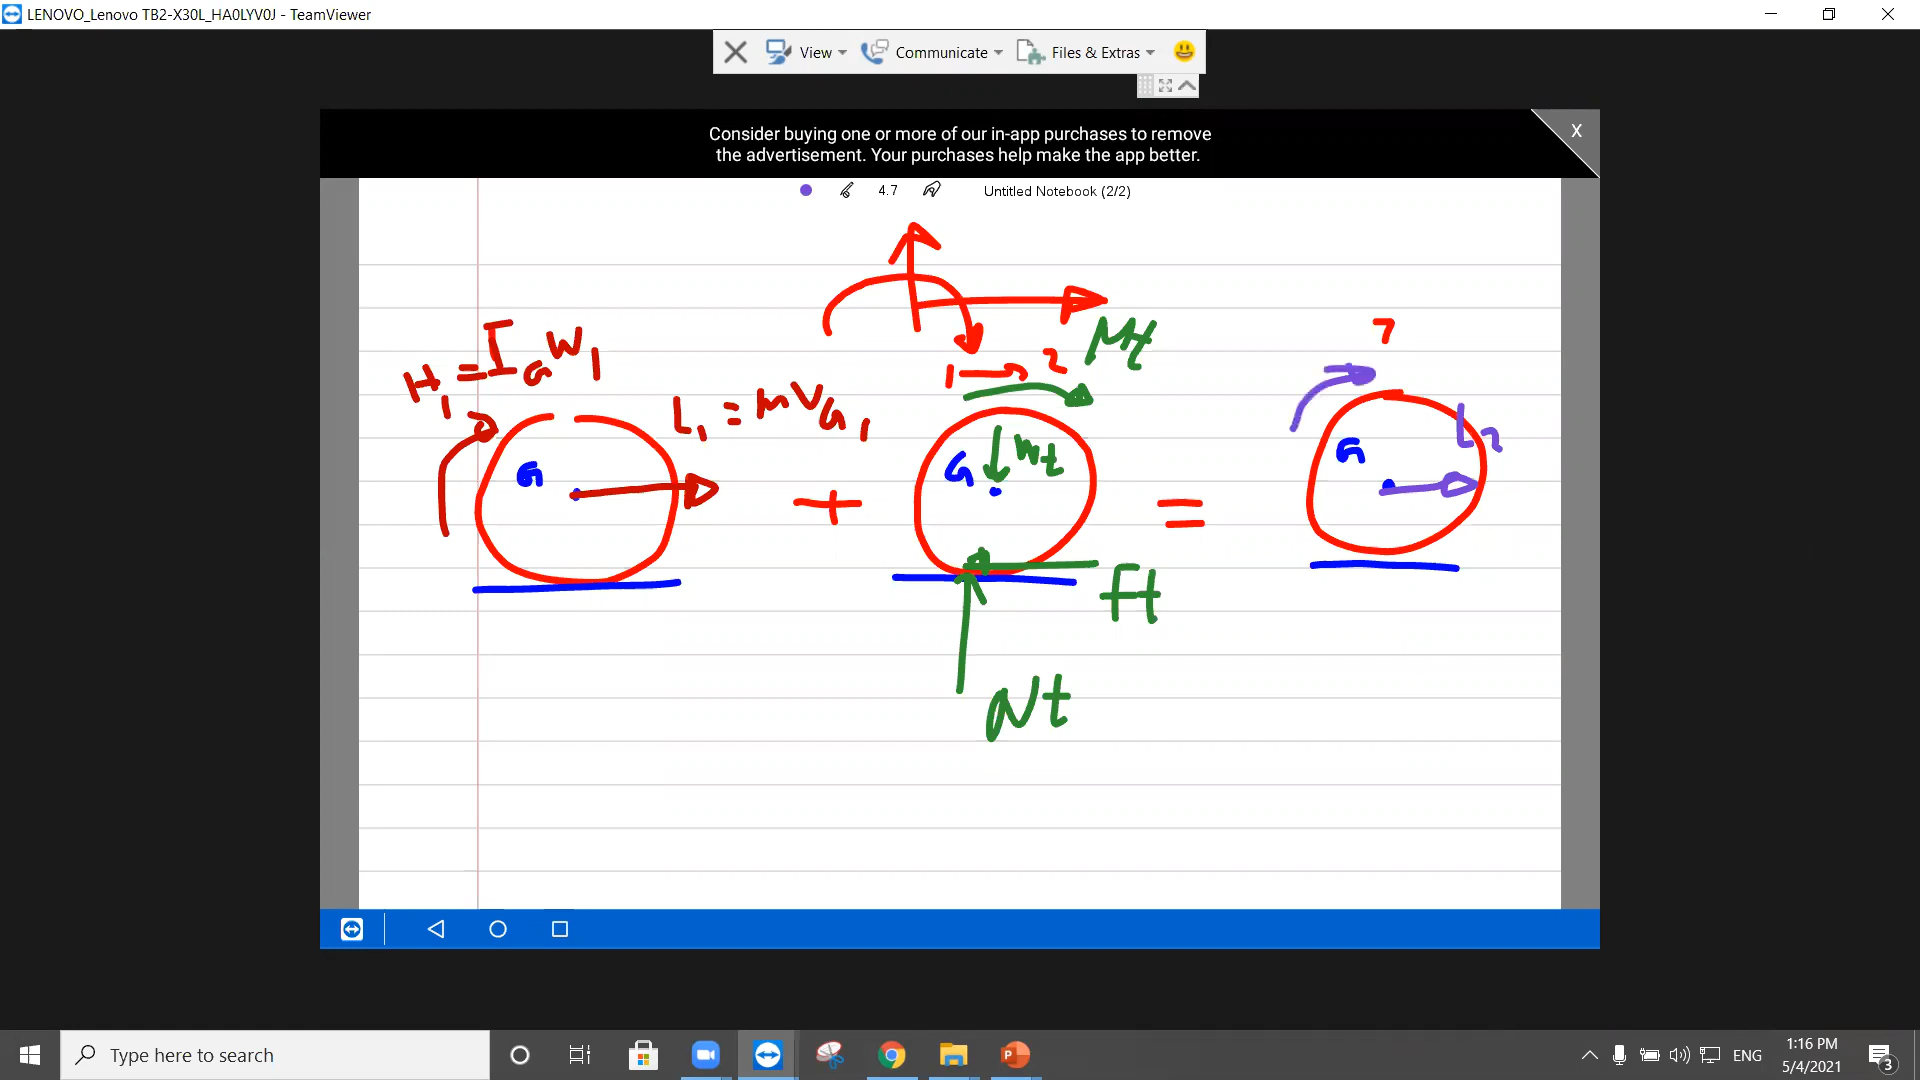 LENOVO_Lenovo TB2-X30L_HA0LYV0J - TeamViewer
View
Communicate
Files & Extras
Consider buying one or more of our in-app purchases to remove
the advertisement. Your purchases help make the app better.
X
4.7
Untitled Notebook (2/2)
H1 = IG W1
L1 = mVG1
1 → 2
Mt
G
G
Wt
G
L2
+
=
Ft
Nt
Type here to search
ENG
1:16 PM
5/4/2021
3